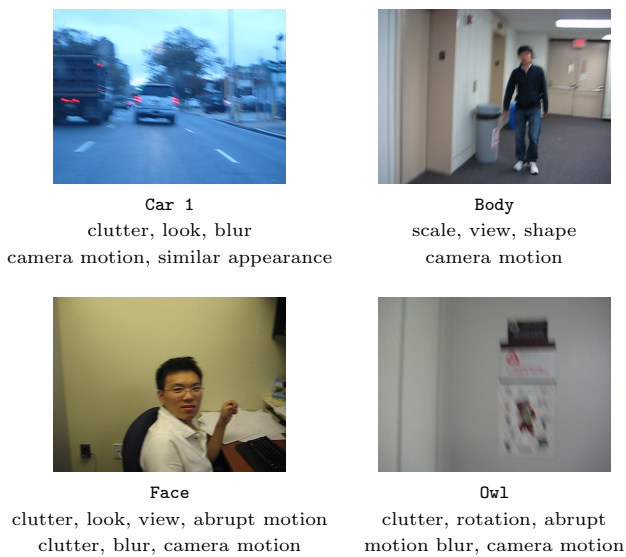 Car 1
clutter, look, blur
camera motion, similar appearance
Body
scale, view, shape
camera motion
Face
clutter, look, view, abrupt motion
clutter, blur, camera motion
Owl
clutter, rotation, abrupt
motion blur, camera motion